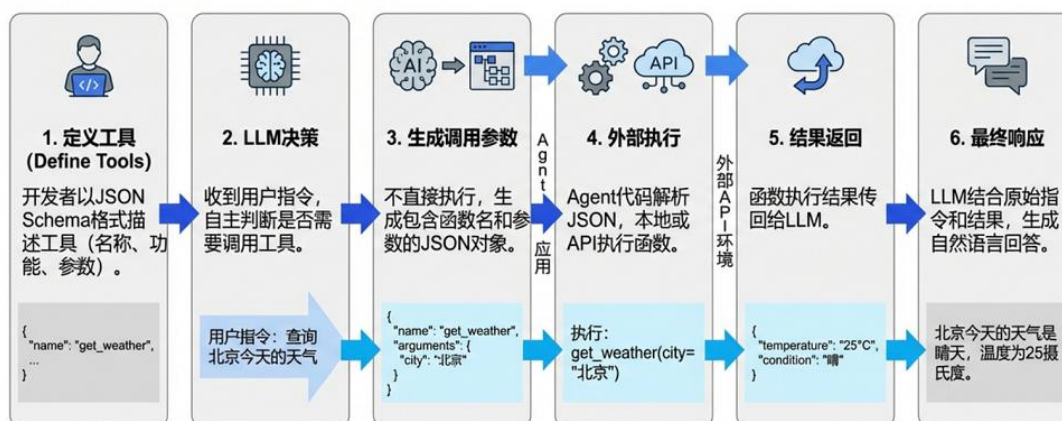 </>
AI
API
1. 定义工具
(Define Tools)
开发者以JSON
Schema格式描
述工具（名称、功
能、参数）。
{
"name": "get_weather",
...
}
2. LLM决策
收到用户指令，
自主判断是否需
要调用工具。
用户指令：查询
北京今天的天气
3. 生成调用参数
不直接执行，生
成包含函数名和参
数的JSON对象。
{
"name": "get_weather",
"arguments": {
"city": "北京"
}
}
Agnt
应用
4. 外部执行
Agent代码解析
JSON，本地或
API执行函数。
执行：
get_weather(city=
"北京")
外部API环境
5. 结果返回
函数执行结果传
回给LLM。
{
"temperature": "25°C",
"condition": "晴"
}
6. 最终响应
LLM结合原始指
令和结果，生成
自然语言回答。
北京今天的天气是
晴天，温度为25摄
氏度。